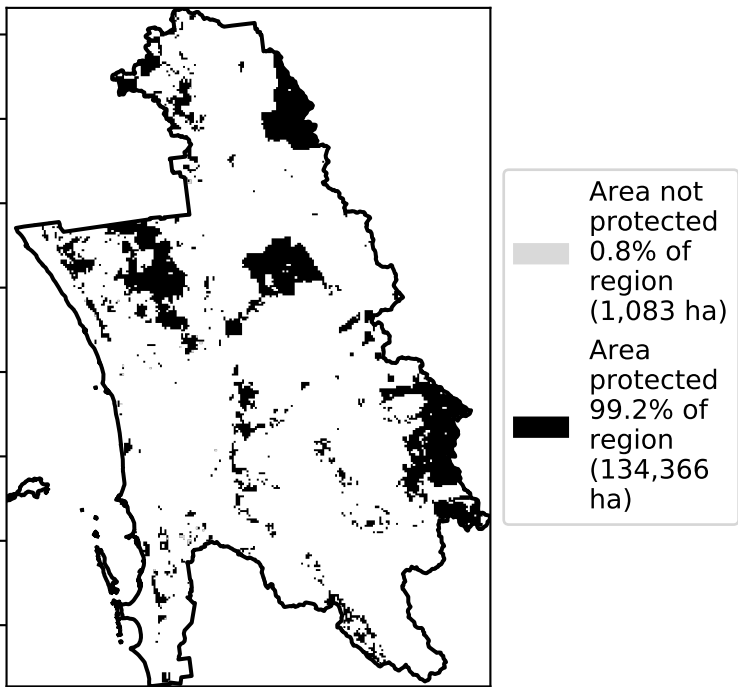 Area not
protected
0.8% of
region
(1,083 ha)
Area
protected
99.2% of
region
(134,366
ha)